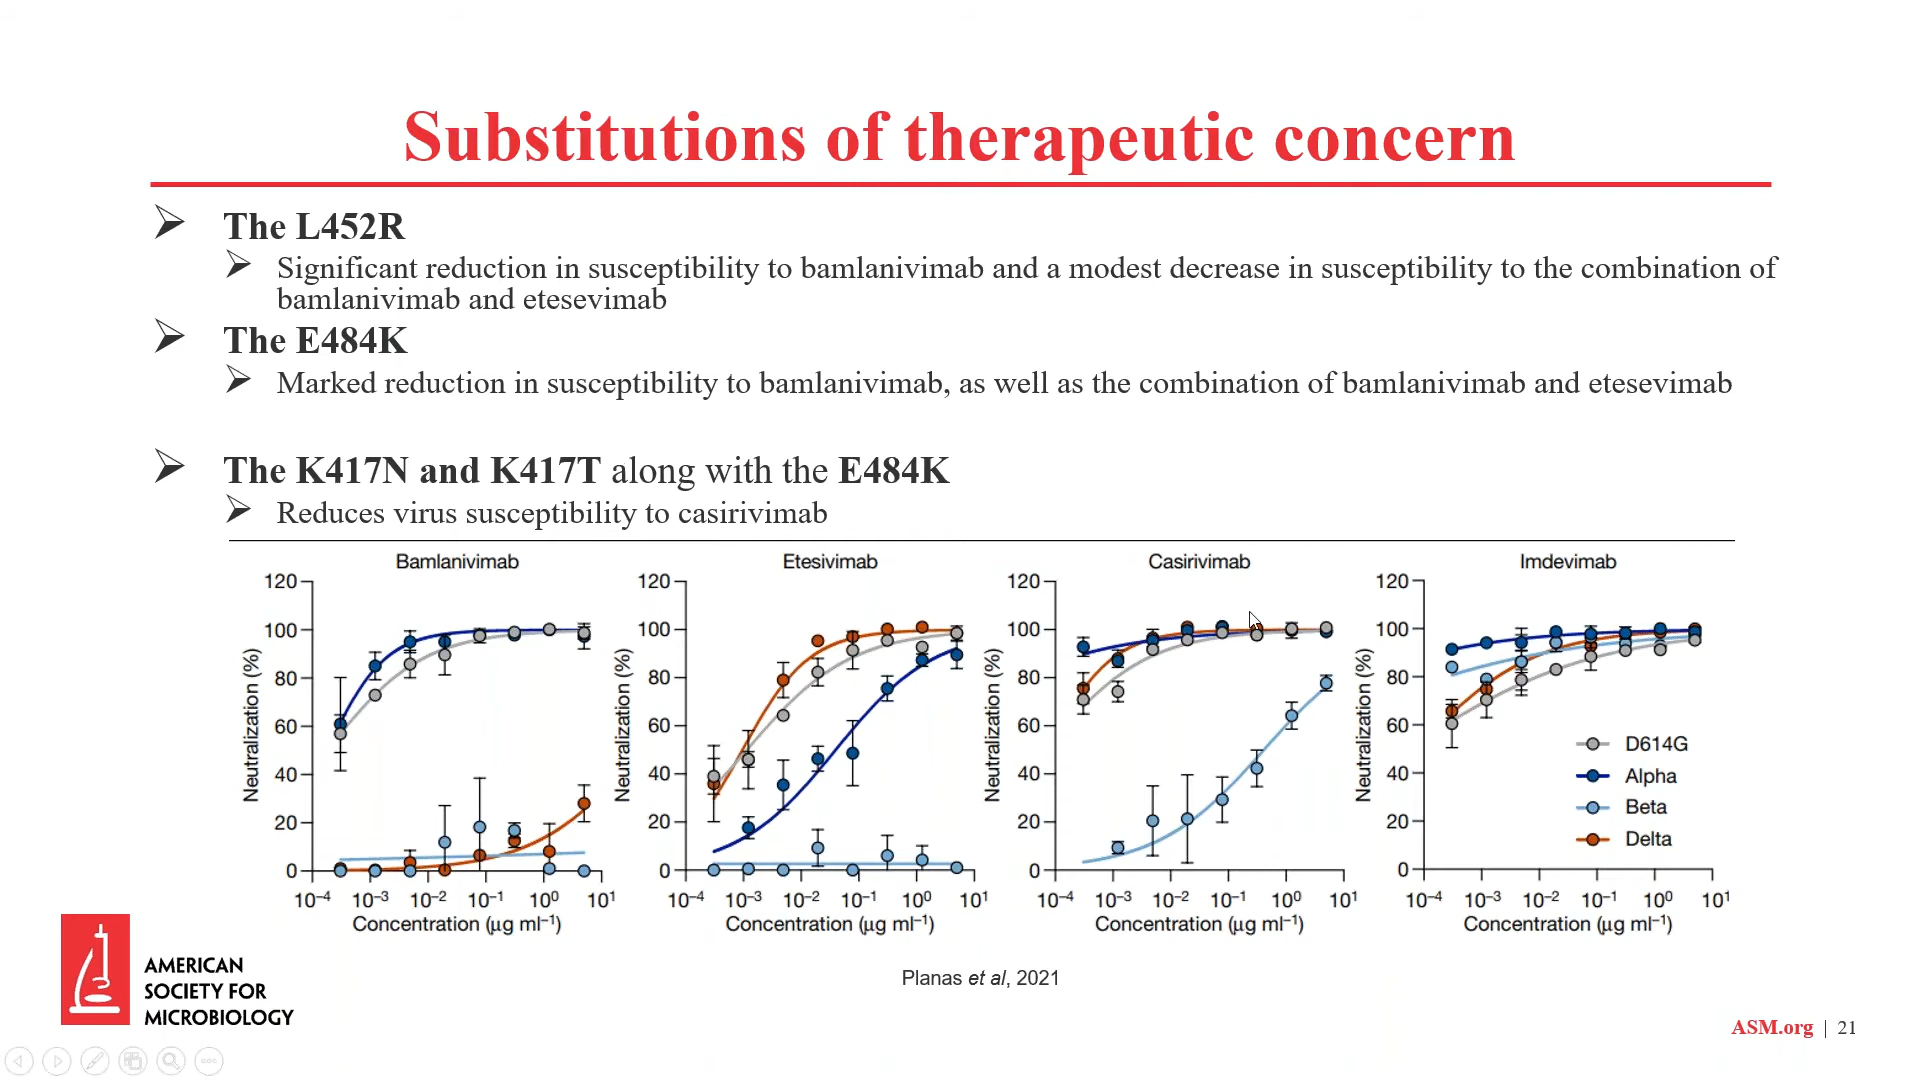 Substitutions of therapeutic concern
The L452R
Significant reduction in susceptibility to bamlanivimab and a modest decrease in susceptibility to the combination of
bamlanivimab and etesevimab
The E484K
Marked reduction in susceptibility to bamlanivimab, as well as the combination of bamlanivimab and etesevimab
The K417N and K417T along with the E484K
Reduces virus susceptibility to casirivimab
Bamlanivimab
120
100
80
60
40
20
0
Neutralization (%)
10⁻⁴ 10⁻³ 10⁻² 10⁻¹ 10⁰ 10¹
Concentration (µg ml⁻¹)
Etesivimab
120
100
80
60
40
20
0
Neutralization (%)
10⁻⁴ 10⁻³ 10⁻² 10⁻¹ 10⁰ 10¹
Concentration (µg ml⁻¹)
Casirivimab
120
100
80
60
40
20
0
Neutralization (%)
10⁻⁴ 10⁻³ 10⁻² 10⁻¹ 10⁰ 10¹
Concentration (µg ml⁻¹)
Imdevimab
120
100
80
60
40
20
0
Neutralization (%)
D614G
Alpha
Beta
Delta
10⁻⁴ 10⁻³ 10⁻² 10⁻¹ 10⁰ 10¹
Concentration (µg ml⁻¹)
Planas et al, 2021
AMERICAN
SOCIETY FOR
MICROBIOLOGY
ASM.org | 21